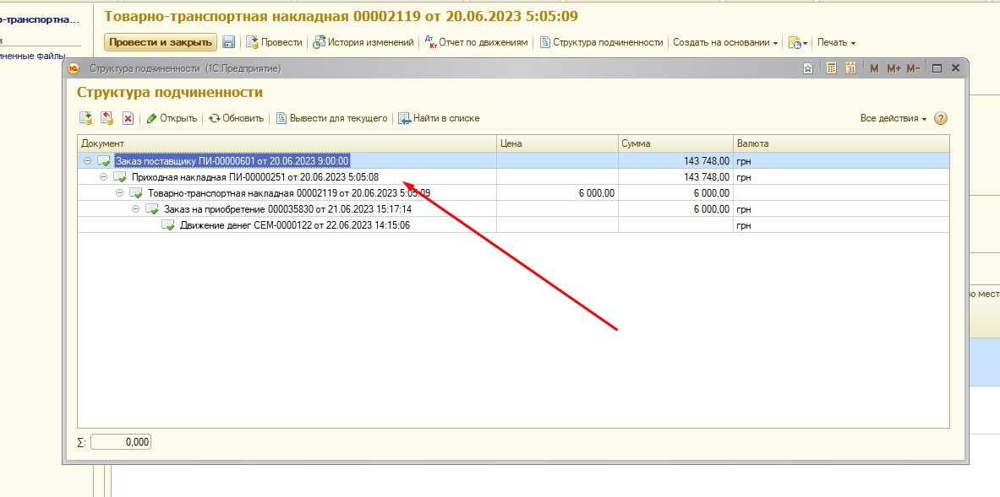 о-транспортна...
Товарно-транспортная накладная 00002119 от 20.06.2023 5:05:09
Провести и закрыть Провести История изменений Дт Кт Отчет по движениям Структура подчиненности Создать на основании Печать
иненные файлы
1С Структура подчиненности (1С:Предприятие) 31 M M+ M-
Структура подчиненности
Открыть Обновить Вывести для текущего Найти в списке Все действия ?
Документ Цена Сумма Валюта
Заказ поставщику ПИ-00000601 от 20.06.2023 9:00:00 143 748,00 грн
Приходная накладная ПИ-00000251 от 20.06.2023 5:05:08 143 748,00 грн
Товарно-транспортная накладная 00002119 от 20.06.2023 5:05:09 6 000,00 6 000,00
Заказ на приобретение 000035830 от 21.06.2023 15:17:14 6 000,00 грн
Движение денег СЕМ-0000122 от 22.06.2023 14:15:06 грн
во мест
Σ: 0,000